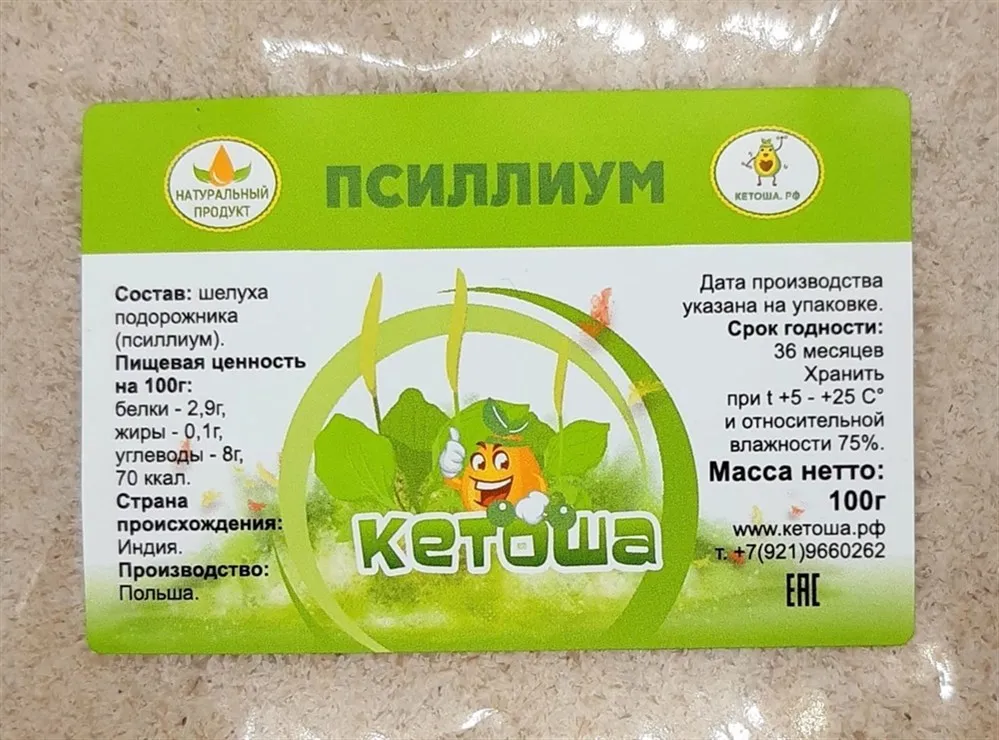 НАТУРАЛЬНЫЙ
ПРОДУКТ
ПСИЛЛИУМ
КЕТОША.РФ
Состав: шелуха
подорожника
(псиллиум).
Пищевая ценность
на 100г:
белки - 2,9г,
жиры - 0,1г,
углеводы - 8г,
70 ккал.
Страна
происхождения:
Индия.
Производство:
Польша.
кетоша
Дата производства
указана на упаковке.
Срок годности:
36 месяцев
Хранить
при t +5 - +25 C°
и относительной
влажности 75%.
Масса нетто:
100г
www.кетоша.рф
т. +7(921)9660262
EAC